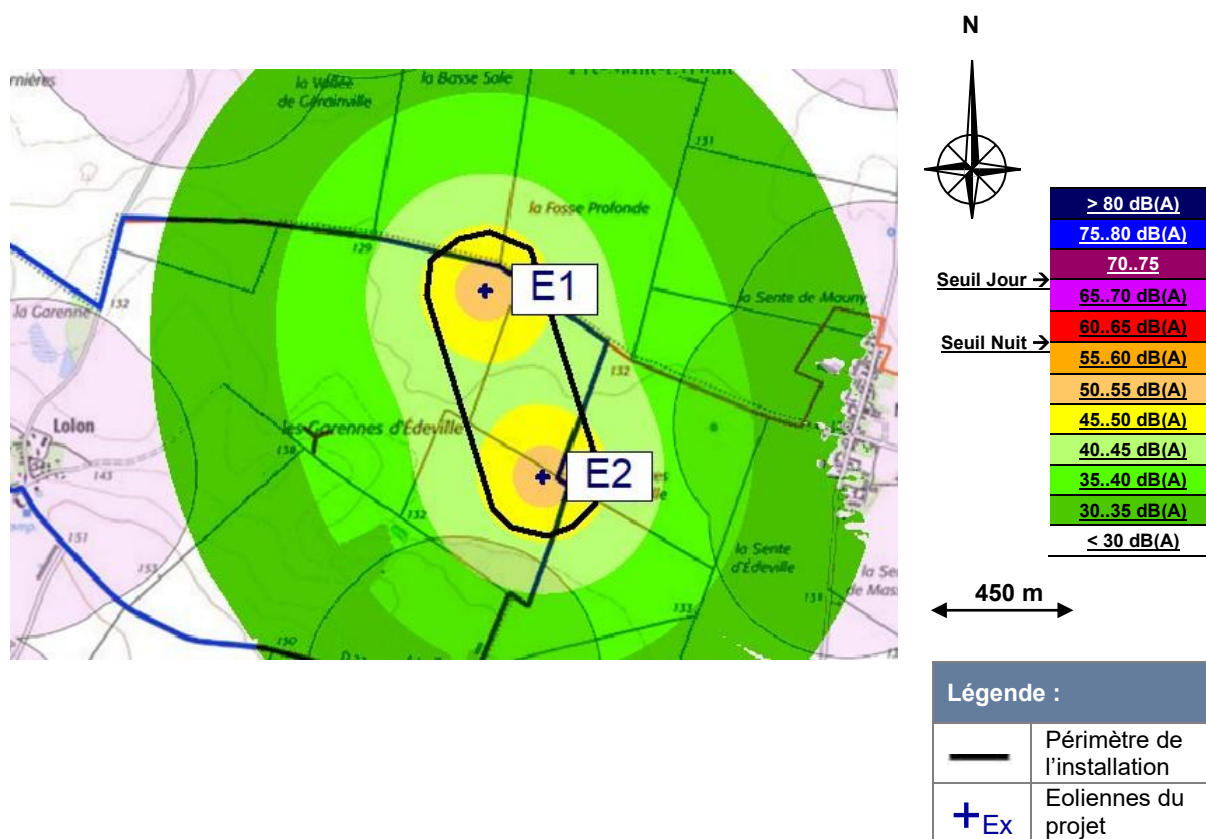 N
la Vallée
de Gérainville
la Basse Sole
131
la Fosse Profonde
129
E1
132
la Garenne
la Sente de Mauny
132
Lolon
les Garennes d'Édeville
143
E2
132
151
la Sente
d'Édeville
133
150
> 80 dB(A)
75..80 dB(A)
70..75
65..70 dB(A)
60..65 dB(A)
55..60 dB(A)
50..55 dB(A)
45..50 dB(A)
40..45 dB(A)
35..40 dB(A)
30..35 dB(A)
< 30 dB(A)
Seuil Jour →
Seuil Nuit →
450 m
Légende :
Périmètre de
l'installation
+Ex
Eoliennes du
projet